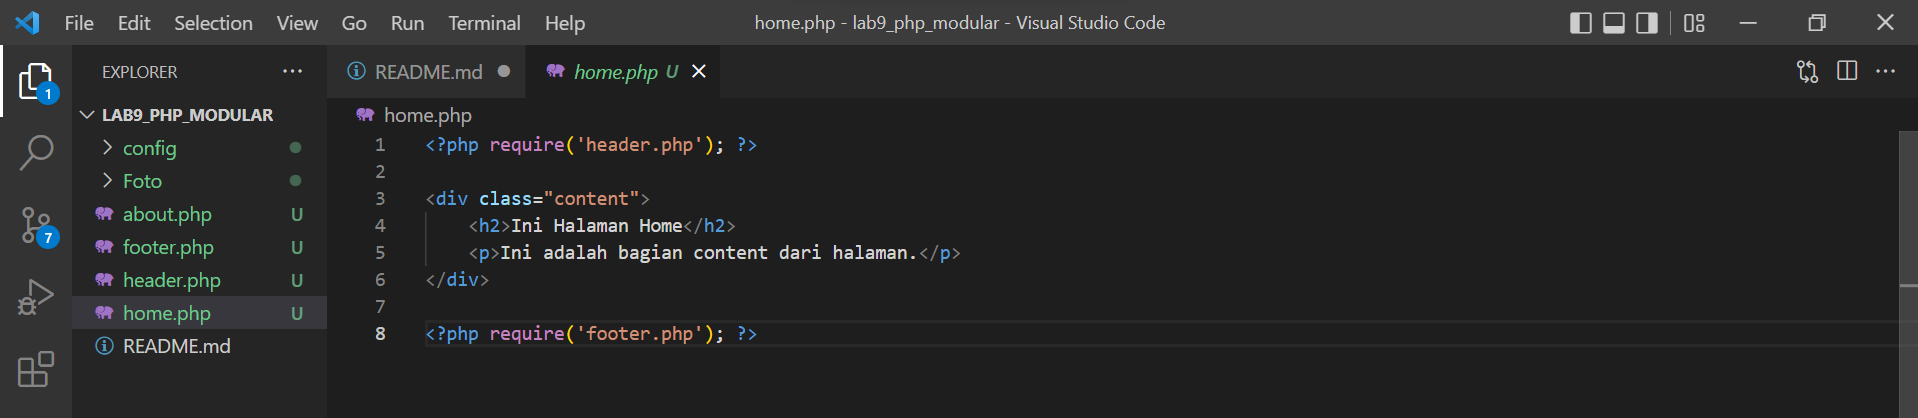 File Edit Selection View Go Run Terminal Help home.php - lab9_php_modular - Visual Studio Code
EXPLORER ··· README.md home.php U
1
LAB9_PHP_MODULAR
config
Foto
about.php U
footer.php U
header.php U
home.php U
README.md
7
home.php
1 <?php require('header.php'); ?>
2
3 <div class="content">
4 <h2>Ini Halaman Home</h2>
5 <p>Ini adalah bagian content dari halaman.</p>
6 </div>
7
8 <?php require('footer.php'); ?>